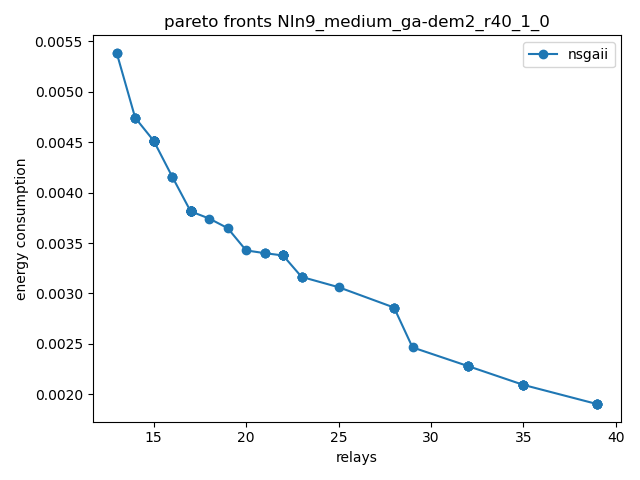 pareto fronts NIn9_medium_ga-dem2_r40_1_0
nsgaii
0.0055
0.0050
0.0045
0.0040
0.0035
0.0030
0.0025
0.0020
energy consumption
15 20 25 30 35 40
relays